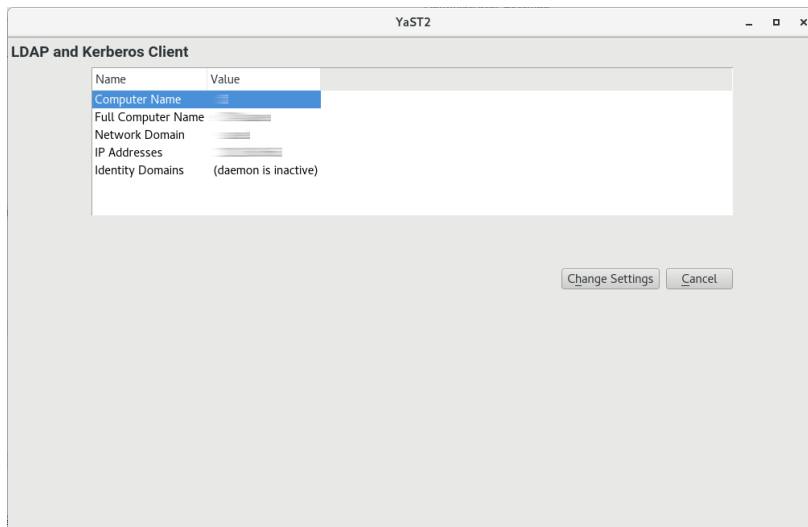 YaST2
LDAP and Kerberos Client
Name Value
Computer Name
Full Computer Name
Network Domain
IP Addresses
Identity Domains (daemon is inactive)
Change Settings Cancel